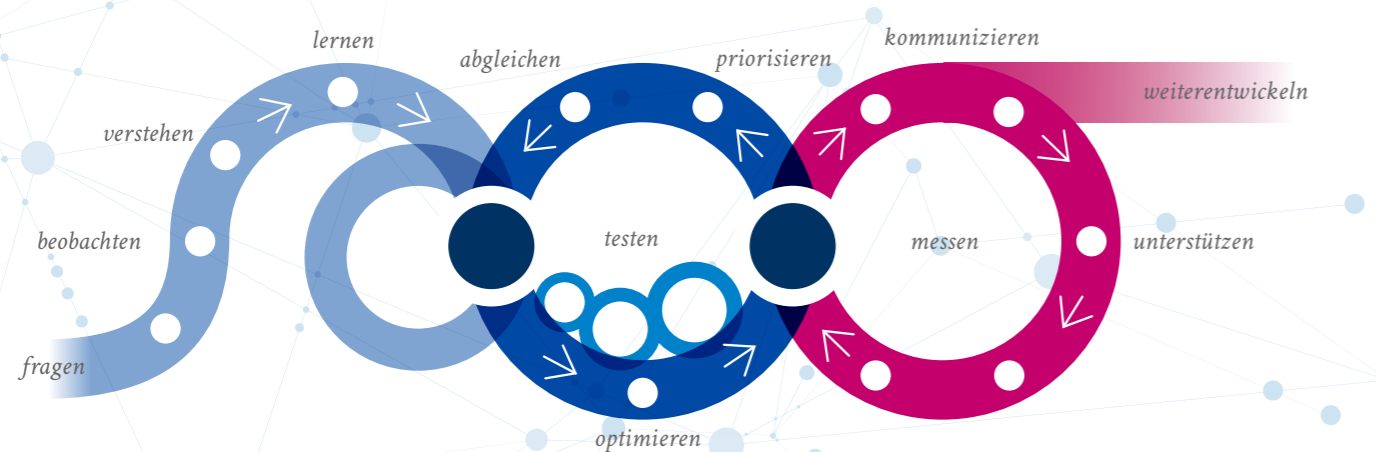 fragen
beobachten
verstehen
lernen
abgleichen
testen
optimieren
priorisieren
kommunizieren
messen
unterstützen
weiterentwickeln